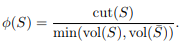 ϕ(S) = cut(S) / min(vol(S), vol(S̄)).